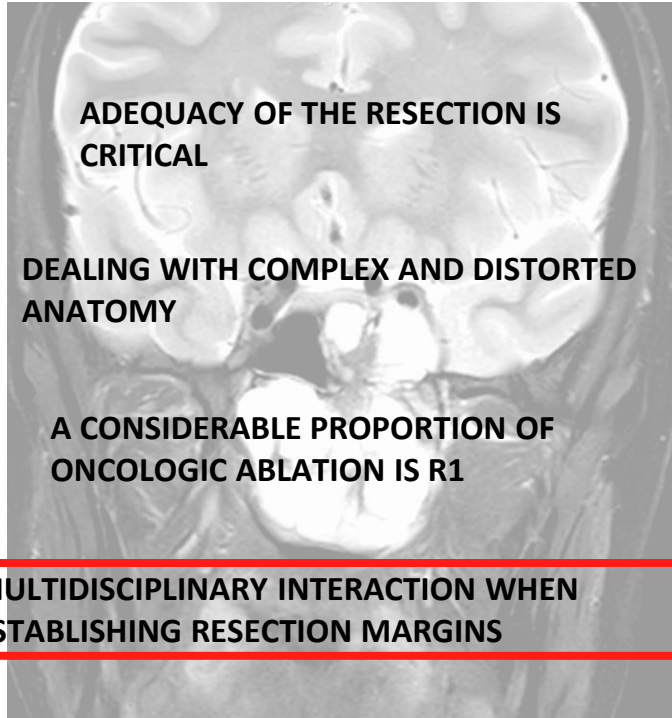 ADEQUACY OF THE RESECTION IS
CRITICAL
DEALING WITH COMPLEX AND DISTORTED
ANATOMY
A CONSIDERABLE PROPORTION OF
ONCOLOGIC ABLATION IS R1
ULTIDISCIPLINARY INTERACTION WHEN
STABLISHING RESECTION MARGINS